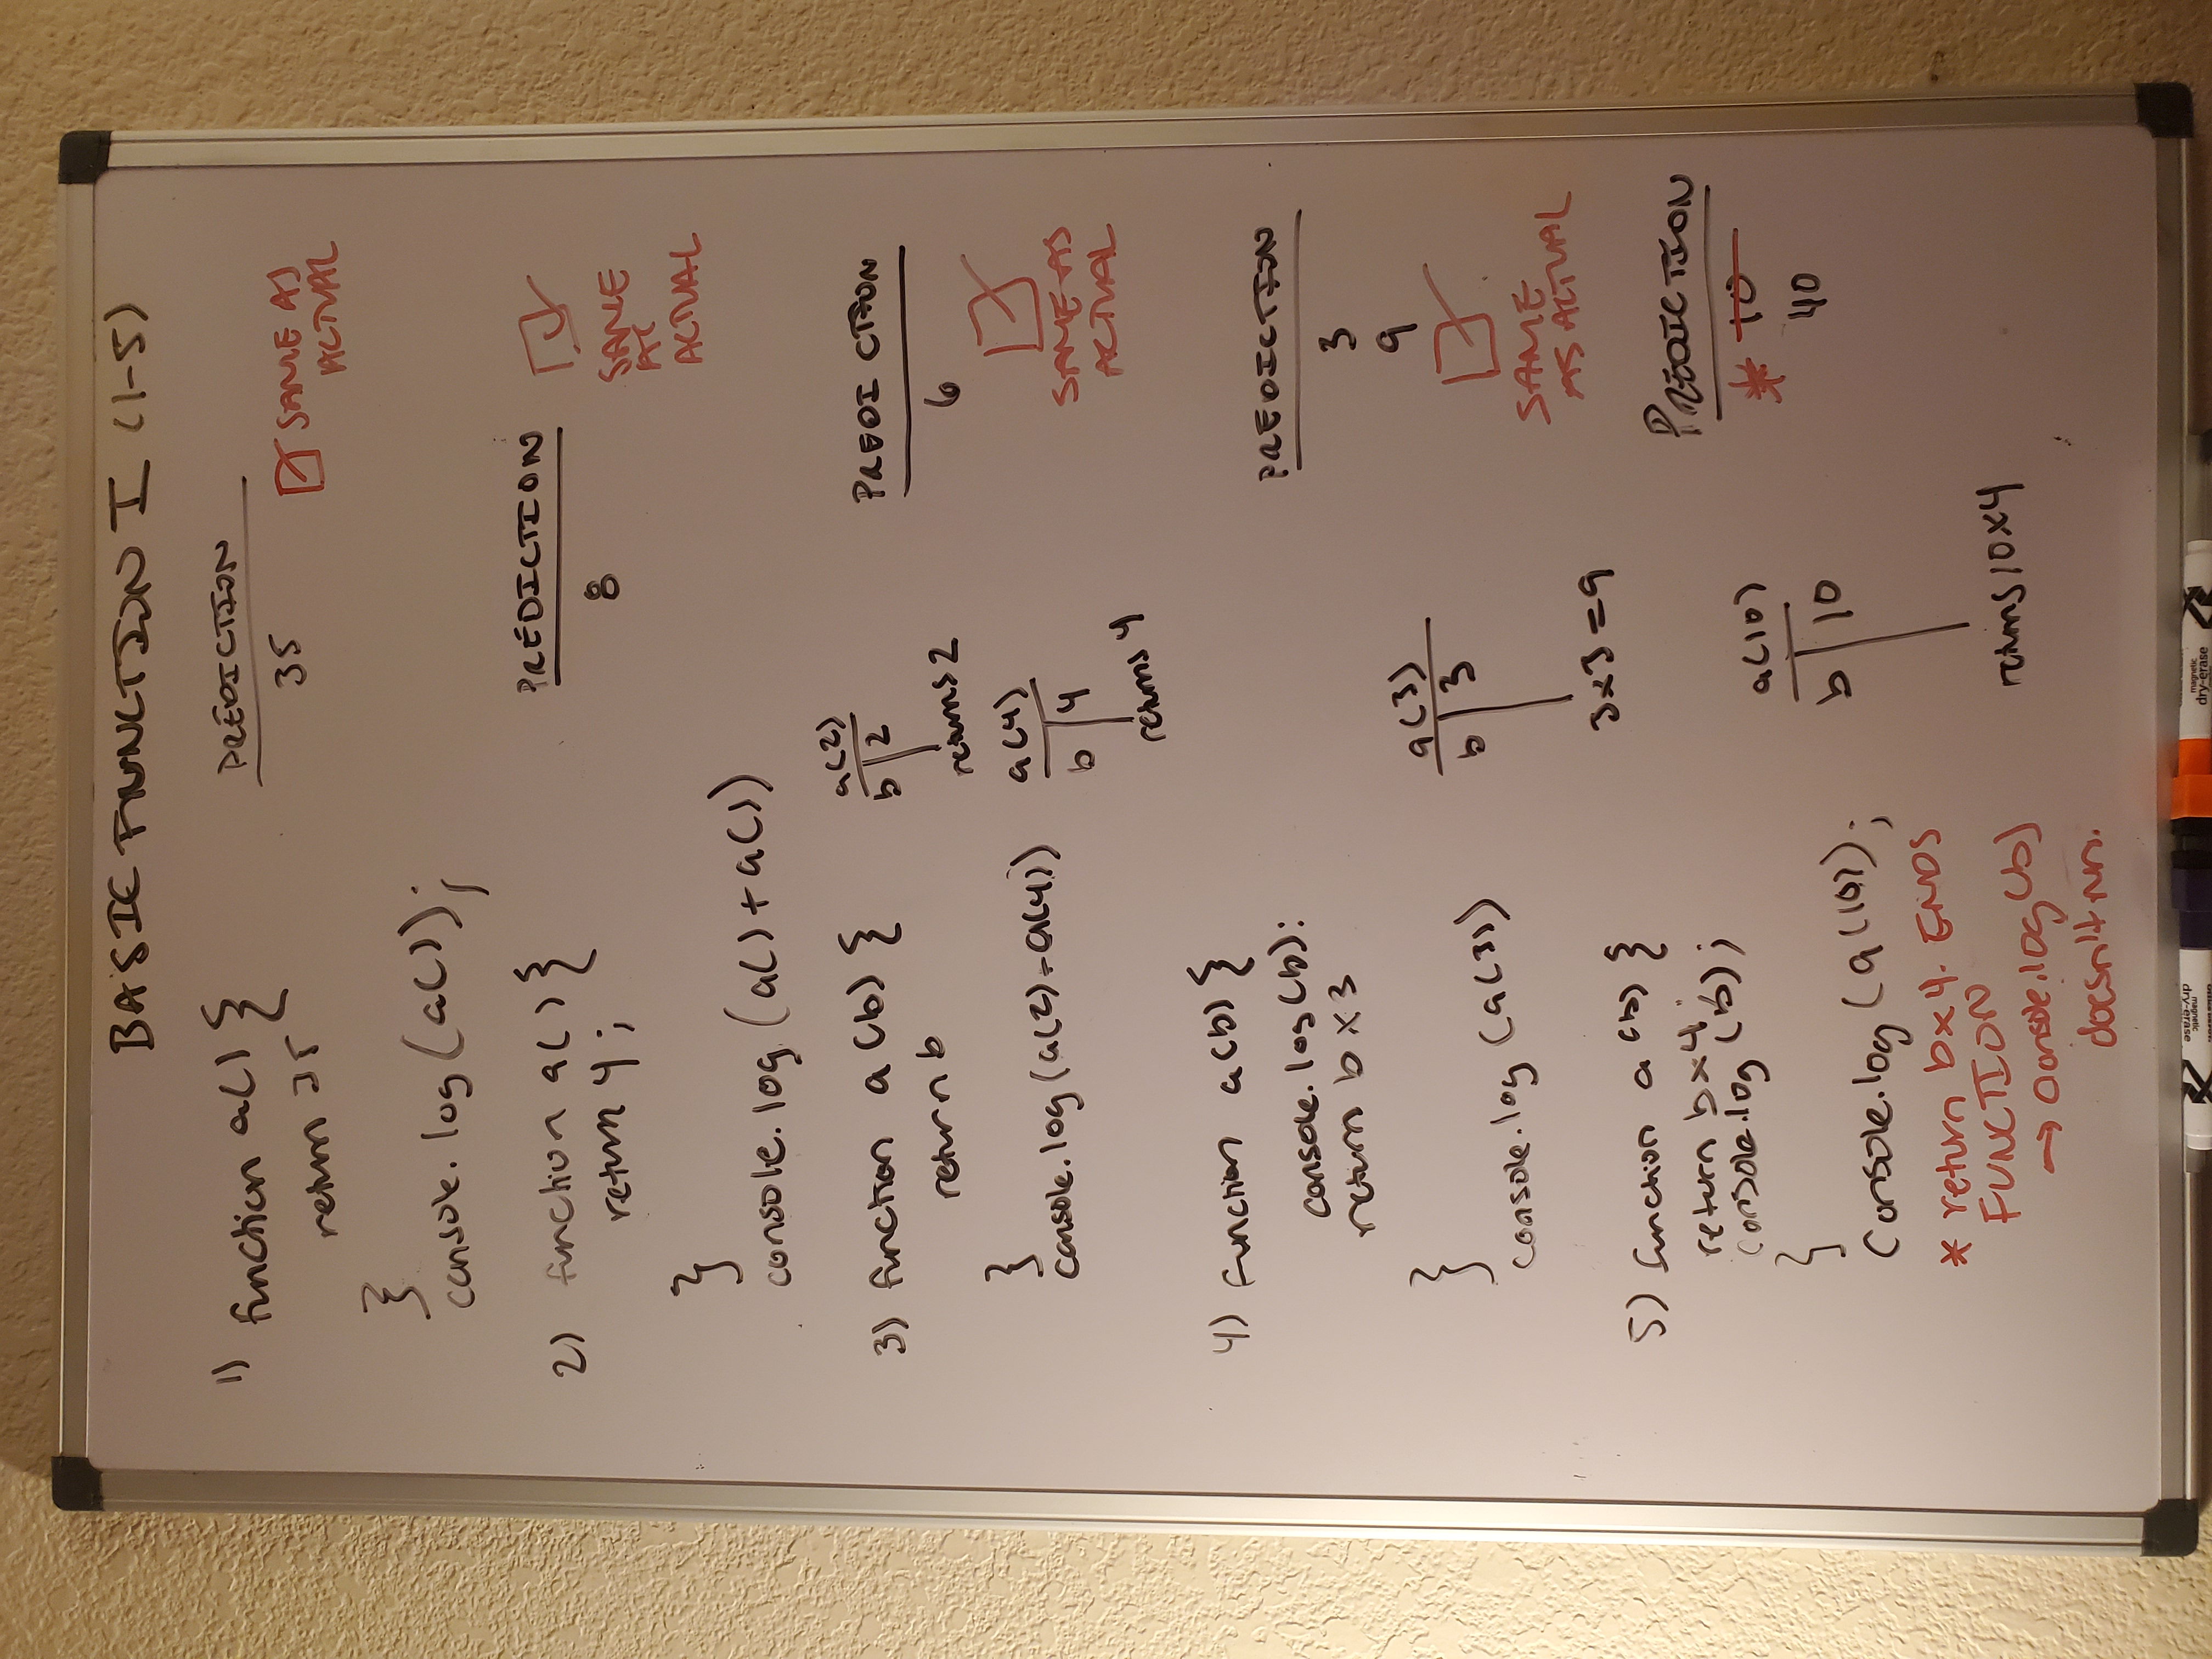 BASIC FUNCTION I (1-5)
1) function a() {
return 35
}
console.log(a());
PREDICTION
35
SAME AS
ACTUAL
2) function a() {
return 4;
}
console.log(a()+a())
PREDICTION
8
SAME
AS
ACTUAL
3) function a(b) {
return b
}
console.log(a(2)+a(4))
a(2)
b 2
returns 2
a(4)
b 4
returns 4
PREDICTION
6
SAME AS
ACTUAL
4) function a(b) {
console.log(b);
return b x 3
}
console.log(a(3))
a(3)
b 3
3x3=9
PREDICTION
3
9
SAME
AS ACTUAL
5) function a(b) {
return bx4;
console.log(b);
}
Console.log(a(10));
a(10)
b 10
returns 10x4
PREDICTION
* 10
40
* return bx4. ENDS
FUNCTION
→ Console.log(b)
doesn't run.
magnetic
dry-erase
magnetic
dry-erase